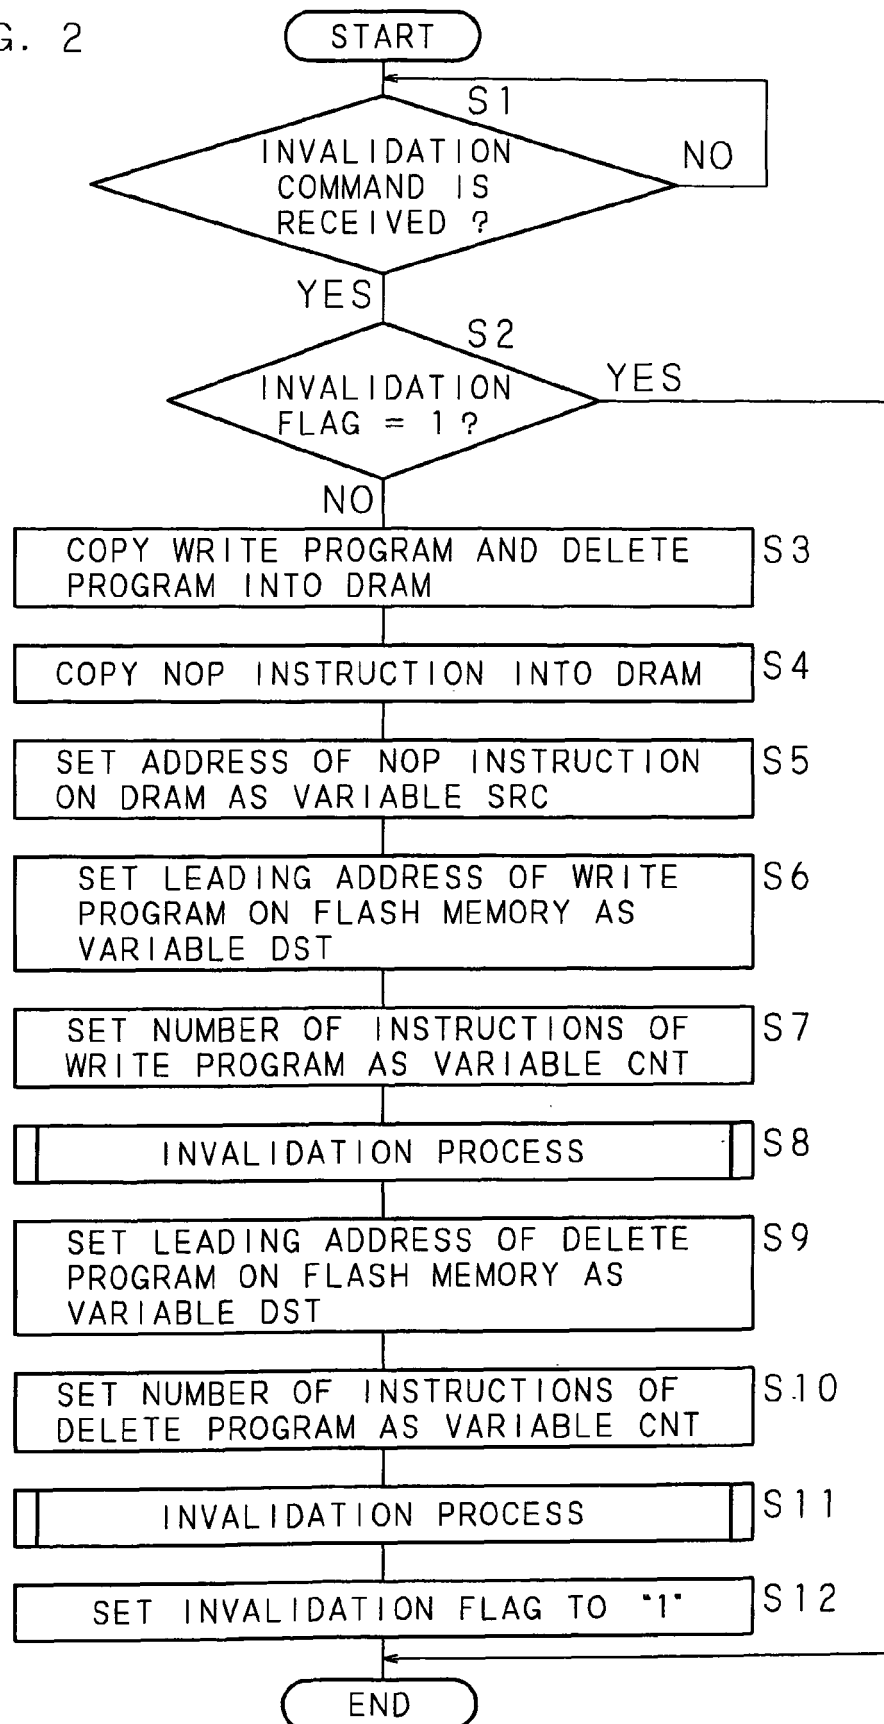 G. 2
START
S1
INVALIDATION
COMMAND IS
RECEIVED ?
NO
YES
S2
INVALIDATION
FLAG = 1 ?
YES
NO
COPY WRITE PROGRAM AND DELETE
PROGRAM INTO DRAM
S3
COPY NOP INSTRUCTION INTO DRAM
S4
SET ADDRESS OF NOP INSTRUCTION
ON DRAM AS VARIABLE SRC
S5
SET LEADING ADDRESS OF WRITE
PROGRAM ON FLASH MEMORY AS
VARIABLE DST
S6
SET NUMBER OF INSTRUCTIONS OF
WRITE PROGRAM AS VARIABLE CNT
S7
INVALIDATION PROCESS
S8
SET LEADING ADDRESS OF DELETE
PROGRAM ON FLASH MEMORY AS
VARIABLE DST
S9
SET NUMBER OF INSTRUCTIONS OF
DELETE PROGRAM AS VARIABLE CNT
S10
INVALIDATION PROCESS
S11
SET INVALIDATION FLAG TO "1"
S12
END